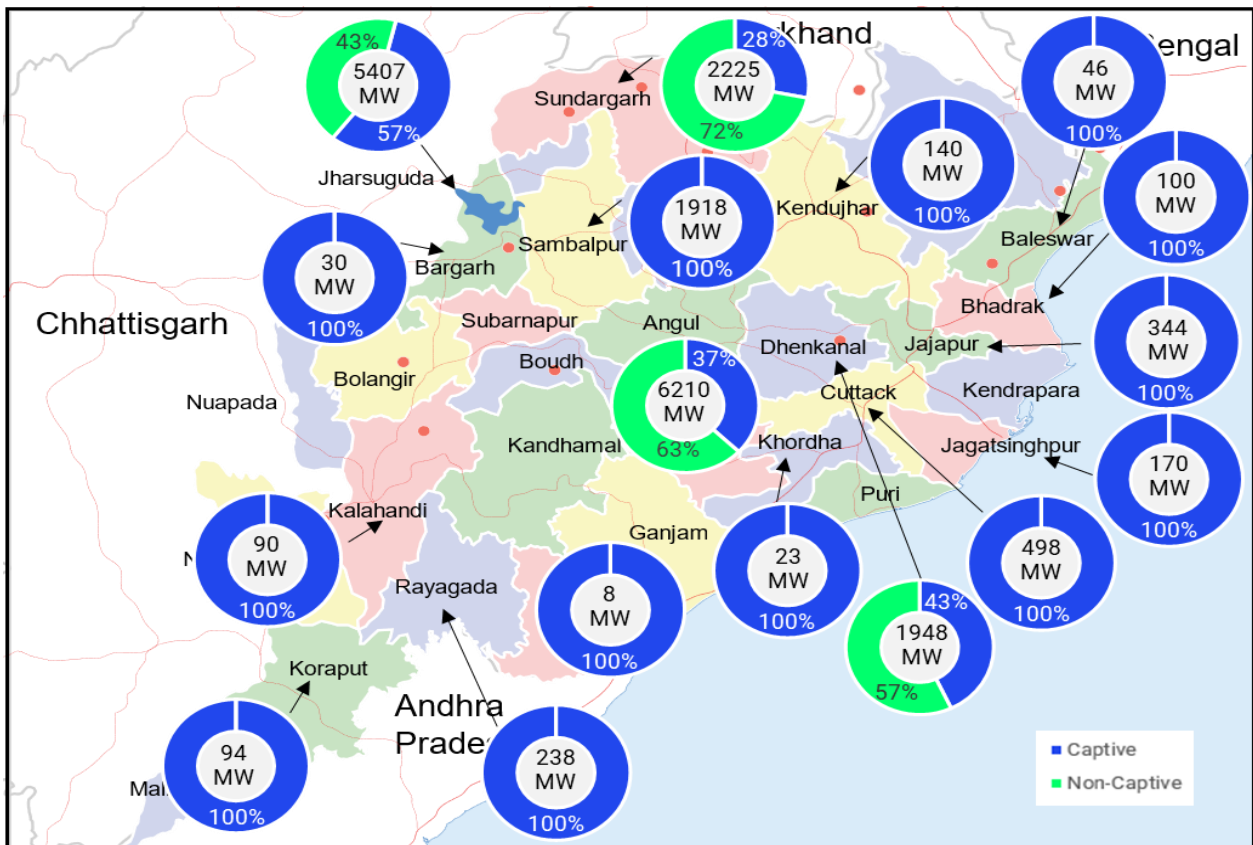 khand
Bengal
43%
5407
MW
57%
Sundargarh
28%
2225
MW
72%
46
MW
100%
140
MW
100%
100
MW
100%
Jharsuguda
1918
MW
100%
Kendujhar
Sambalpur
Baleswar
30
MW
100%
Bargarh
Bhadrak
Chhattisgarh
Subarnapur
Angul
344
MW
100%
Jajapur
Dhenkanal
Boudh
Bolangir
37%
6210
MW
63%
Cuttack
Kendrapara
Nuapada
Kandhamal
Khordha
Jagatsinghpur
170
MW
100%
Puri
Kalahandi
Ganjam
90
MW
100%
N
Rayagada
8
MW
100%
23
MW
100%
498
MW
100%
43%
1948
MW
57%
Koraput
Andhra
Prades
94
MW
100%
238
MW
100%
Mal
Captive
Non-Captive